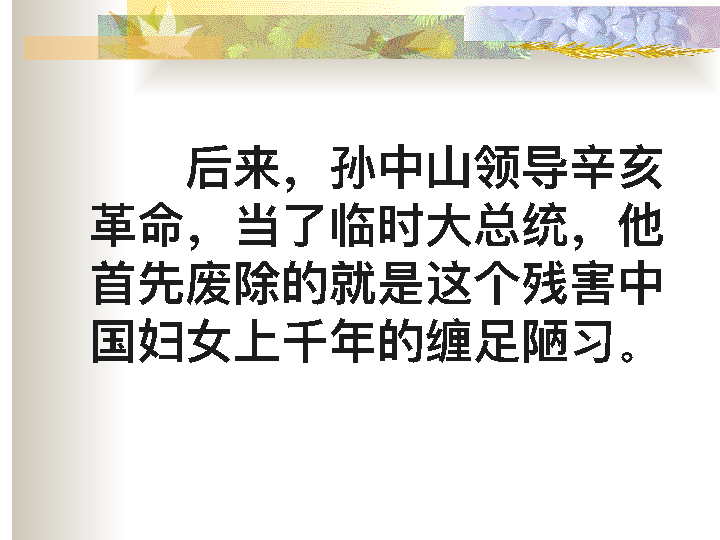 后来，孙中山领导辛亥
革命，当了临时大总统，他
首先废除的就是这个残害中
国妇女上千年的缠足陋习。